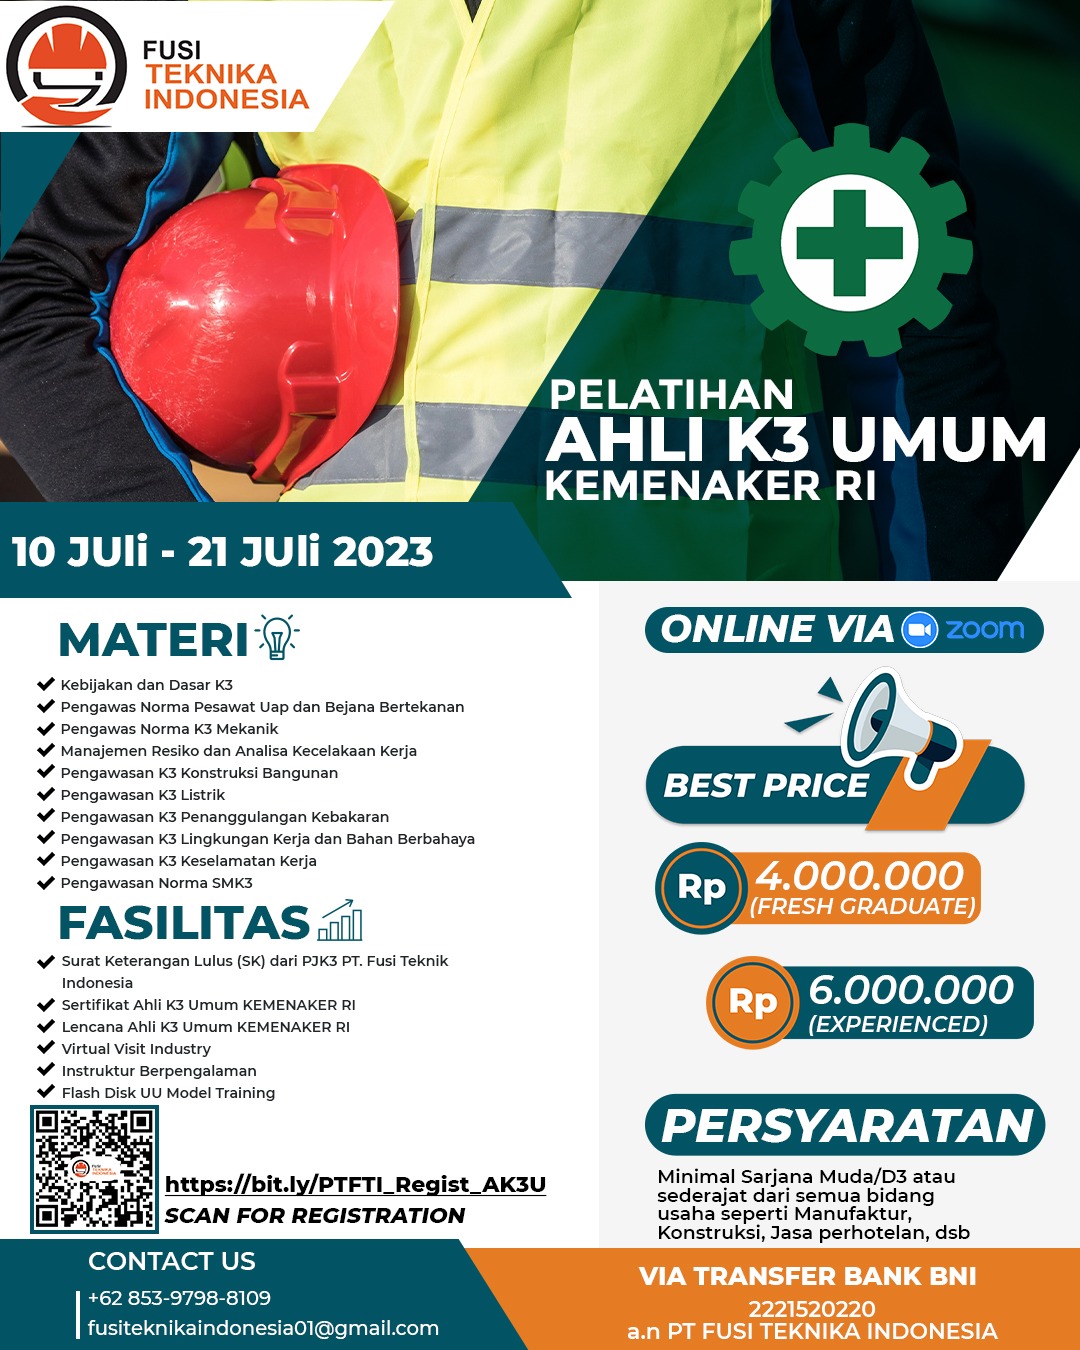 FUSI
TEKNIKA
INDONESIA
PELATIHAN
AHLI K3 UMUM
KEMENAKER RI
10 JUli - 21 JUli 2023
MATERI
Kebijakan dan Dasar K3
Pengawas Norma Pesawat Uap dan Bejana Bertekanan
Pengawas Norma K3 Mekanik
Manajemen Resiko dan Analisa Kecelakaan Kerja
Pengawasan K3 Konstruksi Bangunan
Pengawasan K3 Listrik
Pengawasan K3 Penanggulangan Kebakaran
Pengawasan K3 Lingkungan Kerja dan Bahan Berbahaya
Pengawasan K3 Keselamatan Kerja
Pengawasan Norma SMK3
FASILITAS
Surat Keterangan Lulus (SK) dari PJK3 PT. Fusi Teknik
Indonesia
Sertifikat Ahli K3 Umum KEMENAKER RI
Lencana Ahli K3 Umum KEMENAKER RI
Virtual Visit Industry
Instruktur Berpengalaman
Flash Disk UU Model Training
FUSI
TEKNIKA
INDONESIA
https://bit.ly/PTFTI_Regist_AK3U
SCAN FOR REGISTRATION
ONLINE VIA zoom
BEST PRICE
Rp 4.000.000
(FRESH GRADUATE)
Rp 6.000.000
(EXPERIENCED)
PERSYARATAN
Minimal Sarjana Muda/D3 atau
sederajat dari semua bidang
usaha seperti Manufaktur,
Konstruksi, Jasa perhotelan, dsb
CONTACT US
+62 853-9798-8109
fusiteknikaindonesia01@gmail.com
VIA TRANSFER BANK BNI
2221520220
a.n PT FUSI TEKNIKA INDONESIA